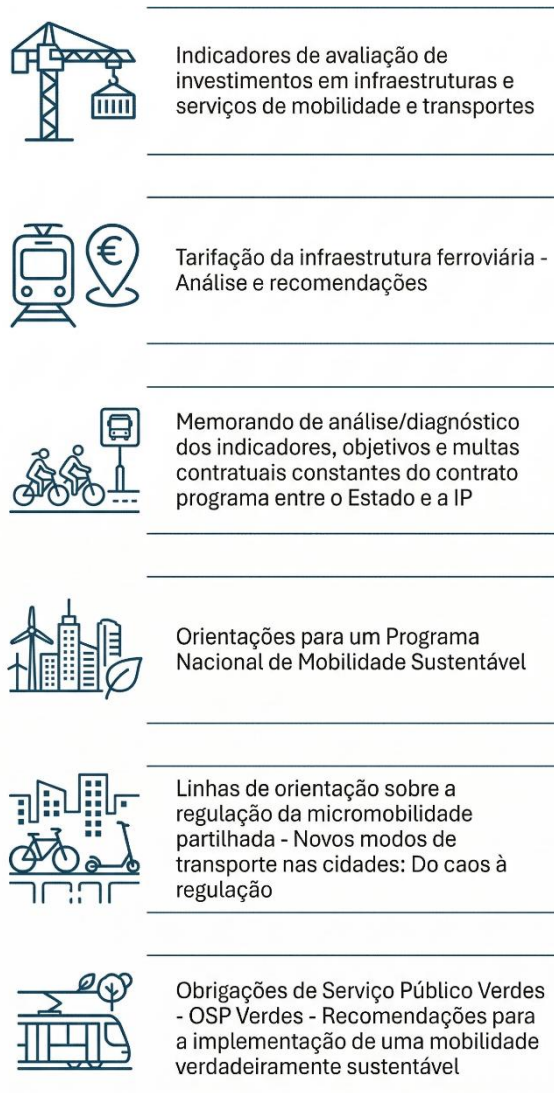 Indicadores de avaliação de
investimentos em infraestruturas e
serviços de mobilidade e transportes
€
Tarifação da infraestrutura ferroviária -
Análise e recomendações
Memorando de análise/diagnóstico
dos indicadores, objetivos e multas
contratuais constantes do contrato
programa entre o Estado e a IP
Orientações para um Programa
Nacional de Mobilidade Sustentável
Linhas de orientação sobre a
regulação da micromobilidade
partilhada - Novos modos de
transporte nas cidades: Do caos à
regulação
Obrigações de Serviço Público Verdes
- OSP Verdes - Recomendações para
a implementação de uma mobilidade
verdadeiramente sustentável